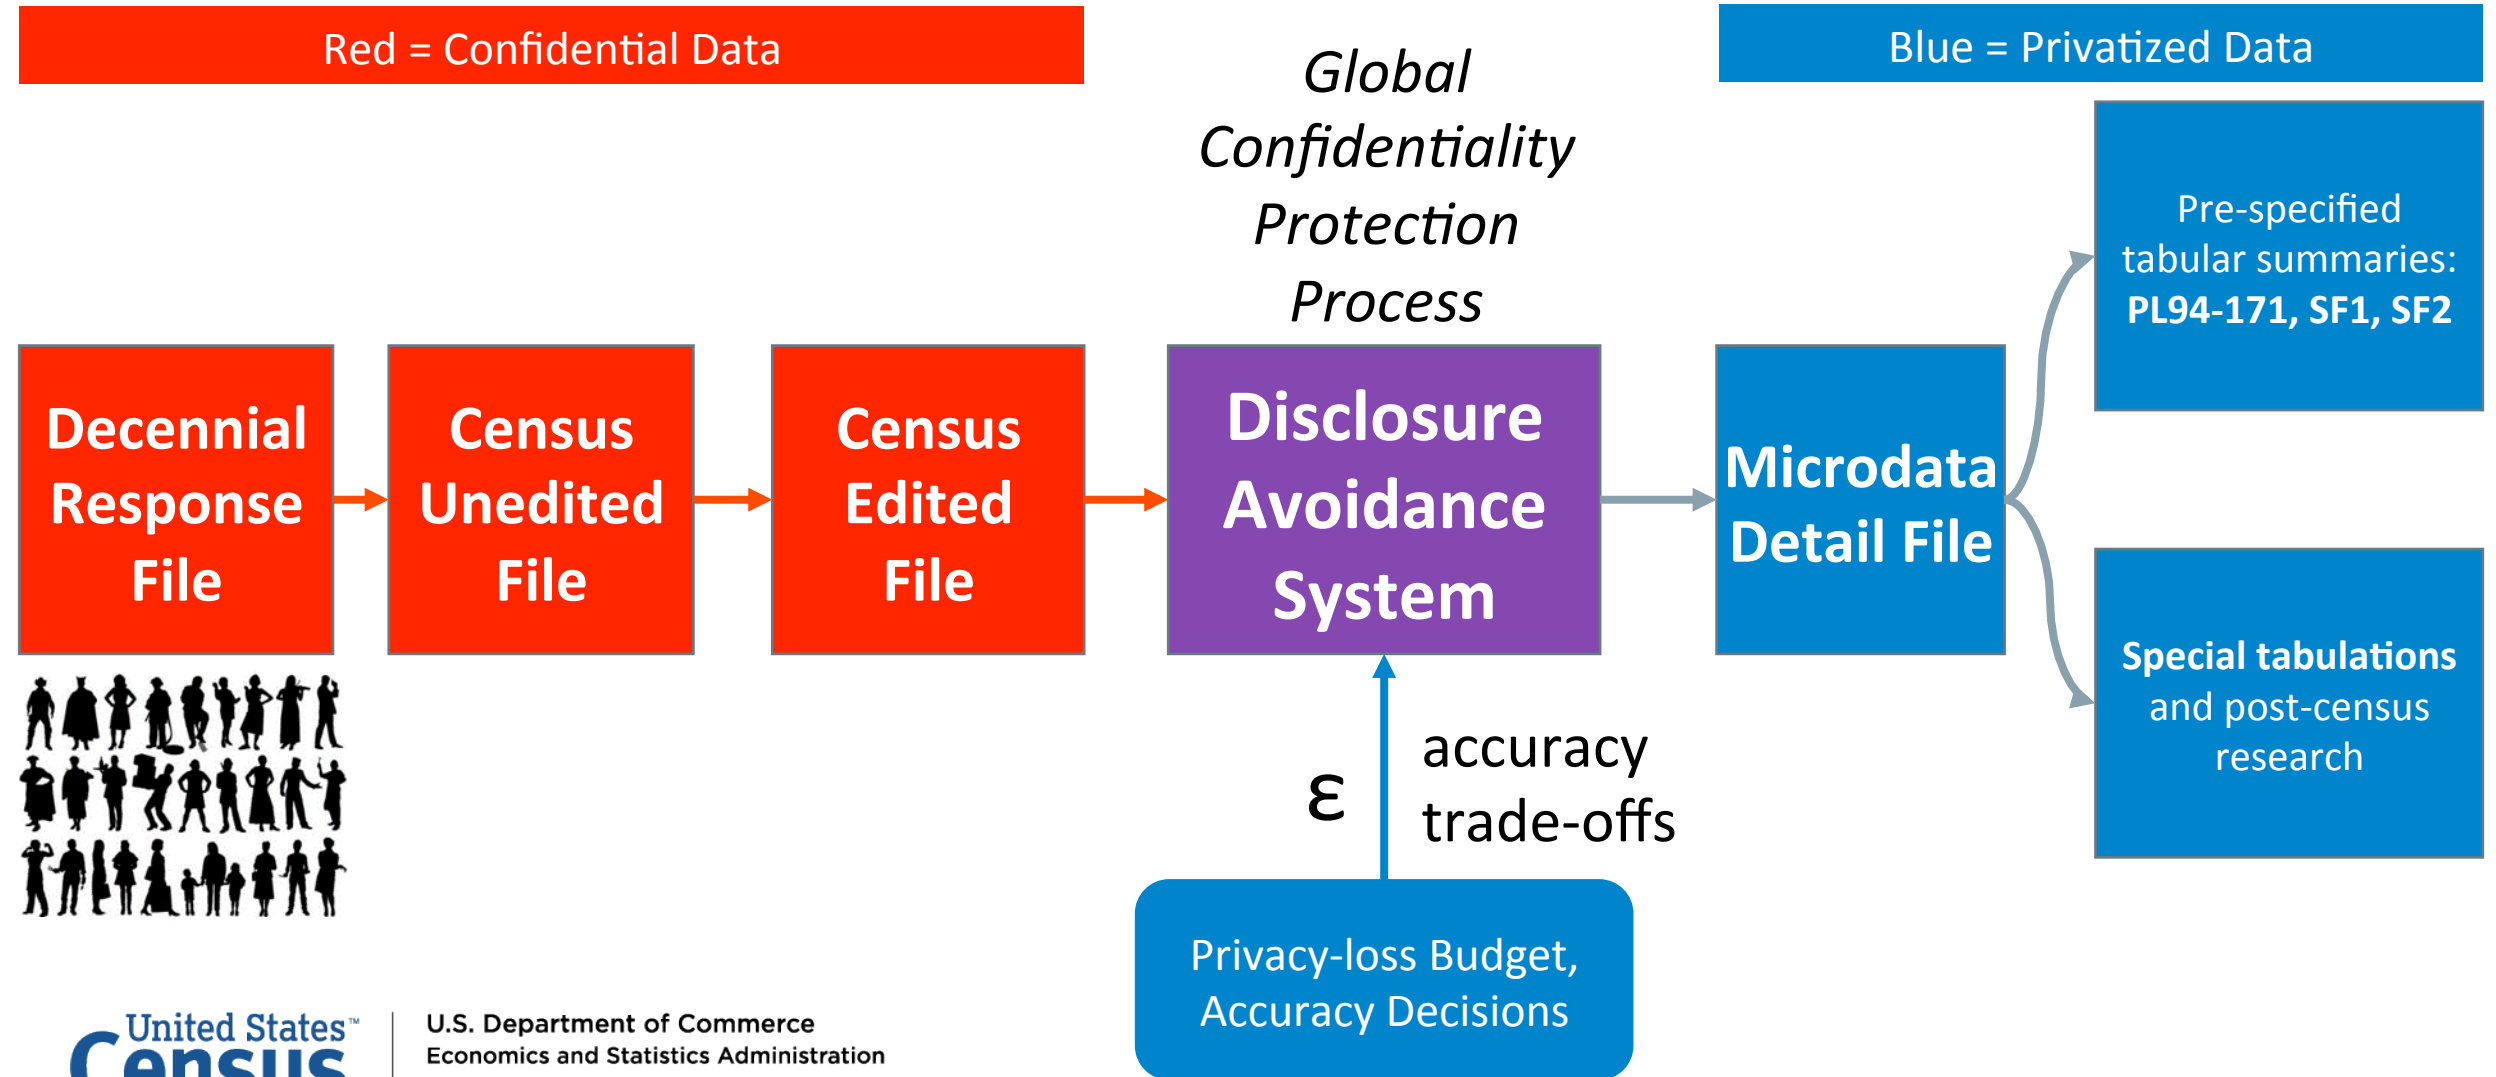 Red = Confidential Data
Global
Confidentiality
Protection
Process
Blue = Privatized Data
Decennial
Response
File
Census
Unedited
File
Census
Edited
File
Disclosure
Avoidance
System
Microdata
Detail File
Pre-specified
tabular summaries:
PL94-171, SF1, SF2
Special tabulations
and post-census
research
ε
accuracy
trade-offs
Privacy-loss Budget,
Accuracy Decisions
United States™
Census
U.S. Department of Commerce
Economics and Statistics Administration